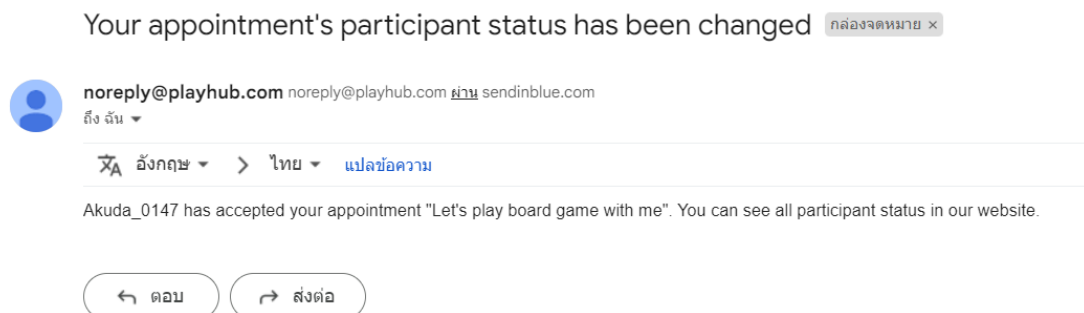 Your appointment's participant status has been changed กล่องจดหมาย ×
noreply@playhub.com noreply@playhub.com ผ่าน sendinblue.com
ถึง ฉัน
อังกฤษ > ไทย แปลข้อความ
Akuda_0147 has accepted your appointment "Let's play board game with me". You can see all participant status in our website.
ตอบ ส่งต่อ